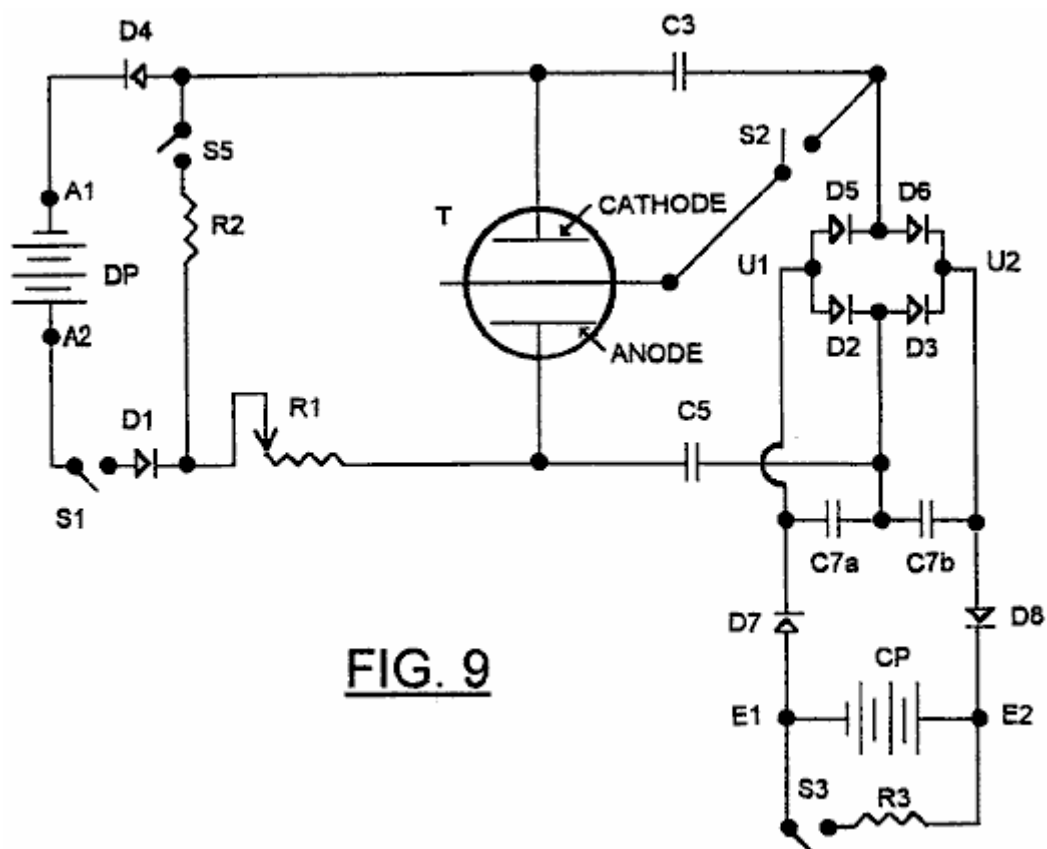 D4
C3
S2
S5
A1
T
CATHODE
D5
D6
R2
DP
U1
U2
A2
ANODE
D2
D3
D1
R1
C5
S1
C7a
C7b
D7
D8
FIG. 9
CP
E1
E2
S3
R3